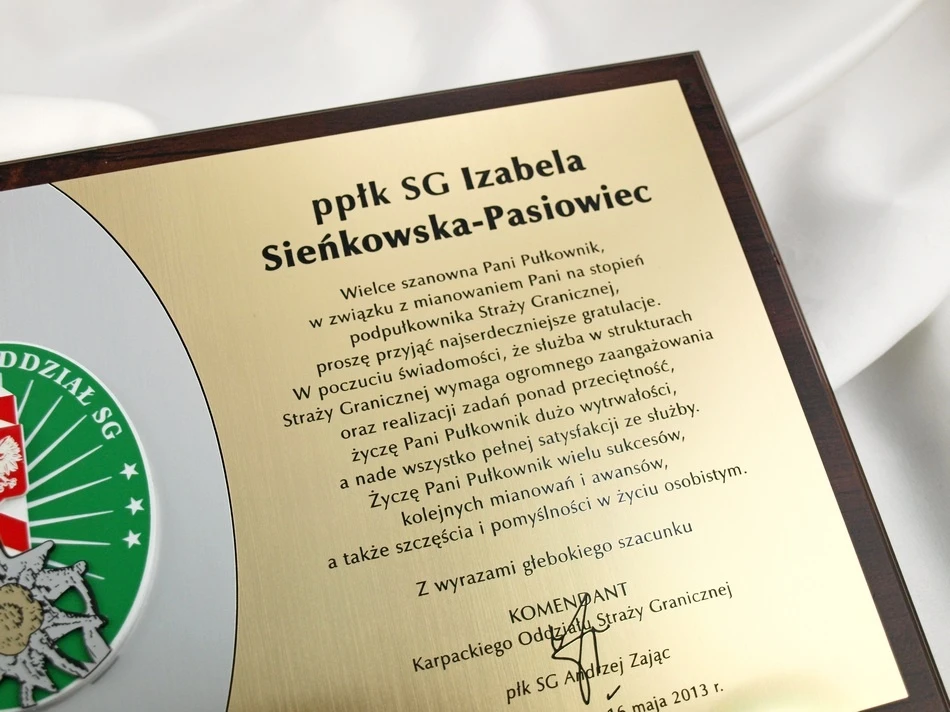 ppłk SG Izabela
Sieńkowska-Pasiowiec
Wielce szanowna Pani Pułkownik,
w związku z mianowaniem Pani na stopień
podpułkownika Straży Granicznej,
proszę przyjąć najserdeczniejsze gratulacje.
W poczuciu świadomości, że służba w strukturach
Straży Granicznej wymaga ogromnego zaangażowania
oraz realizacji zadań ponad przeciętność,
życzę Pani Pułkownik dużo wytrwałości,
a nade wszystko pełnej satysfakcji ze służby.
Życzę Pani Pułkownik wielu sukcesów,
kolejnych mianowań i awansów,
a także szczęścia i pomyślności w życiu osobistym.
Z wyrazami głebokiego szacunku
KOMENDANT
Karpackiego Oddziału Straży Granicznej
płk SG Andrzej Zając
16 maja 2013 r.
ODDZIAŁ SG